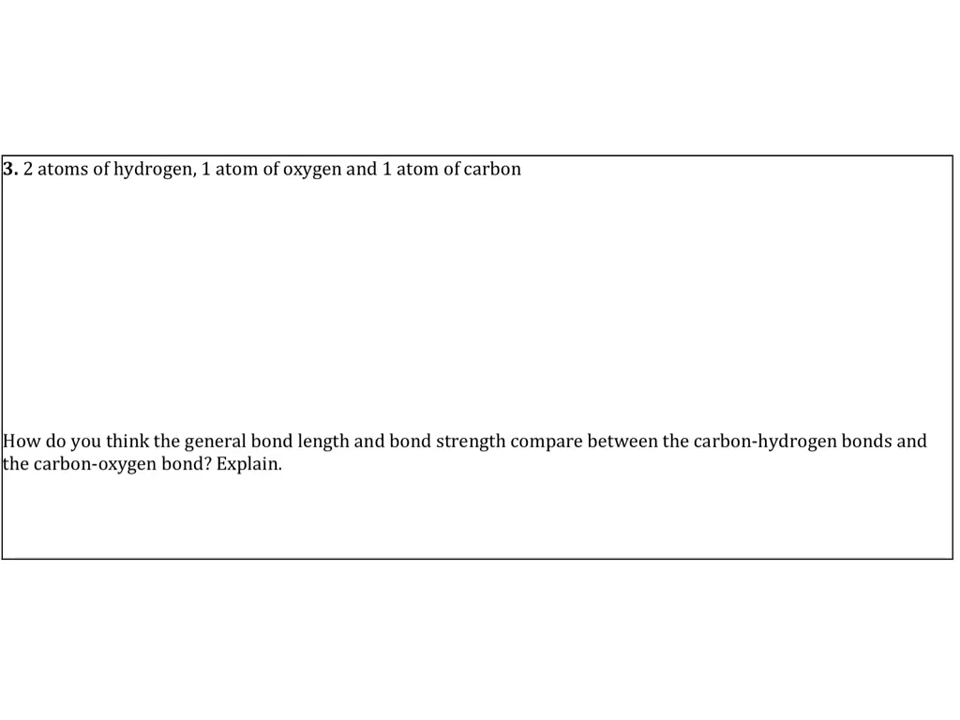 3. 2 atoms of hydrogen, 1 atom of oxygen and 1 atom of carbon
How do you think the general bond length and bond strength compare between the carbon-hydrogen bonds and
the carbon-oxygen bond? Explain.